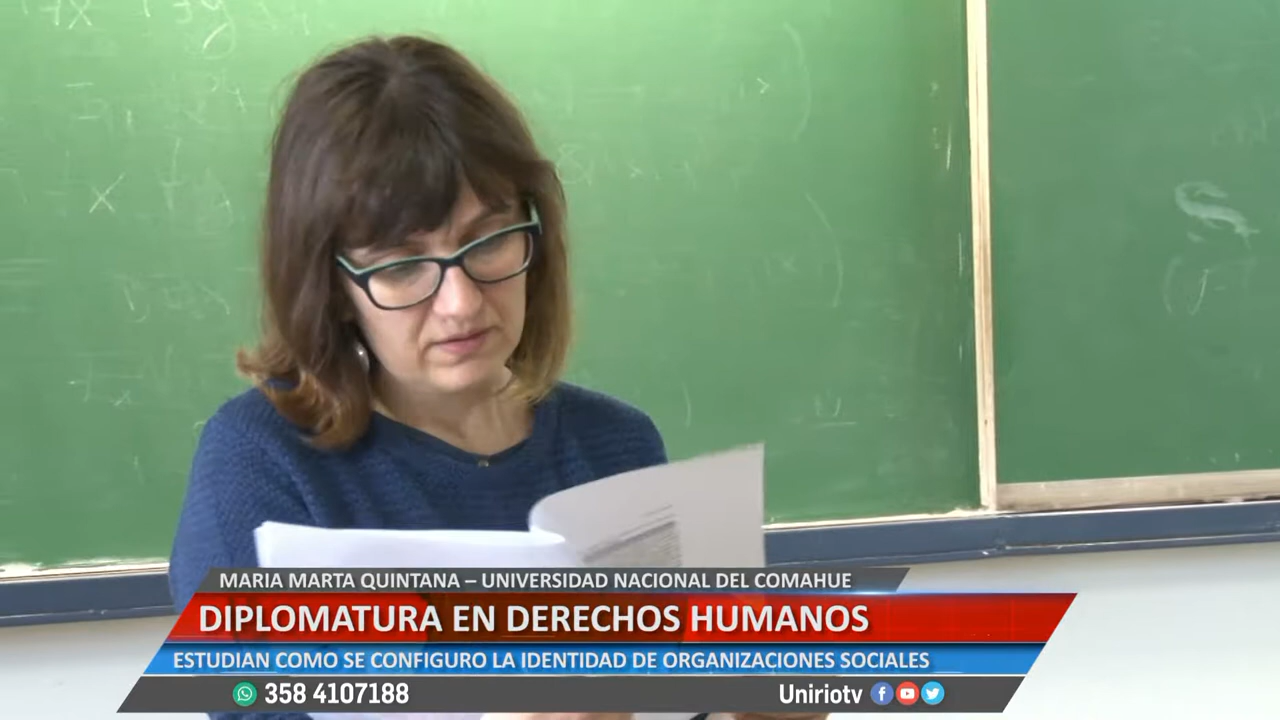 MARIA MARTA QUINTANA – UNIVERSIDAD NACIONAL DEL COMAHUE
DIPLOMATURA EN DERECHOS HUMANOS
ESTUDIAN COMO SE CONFIGURO LA IDENTIDAD DE ORGANIZACIONES SOCIALES
358 4107188 Uniriotv